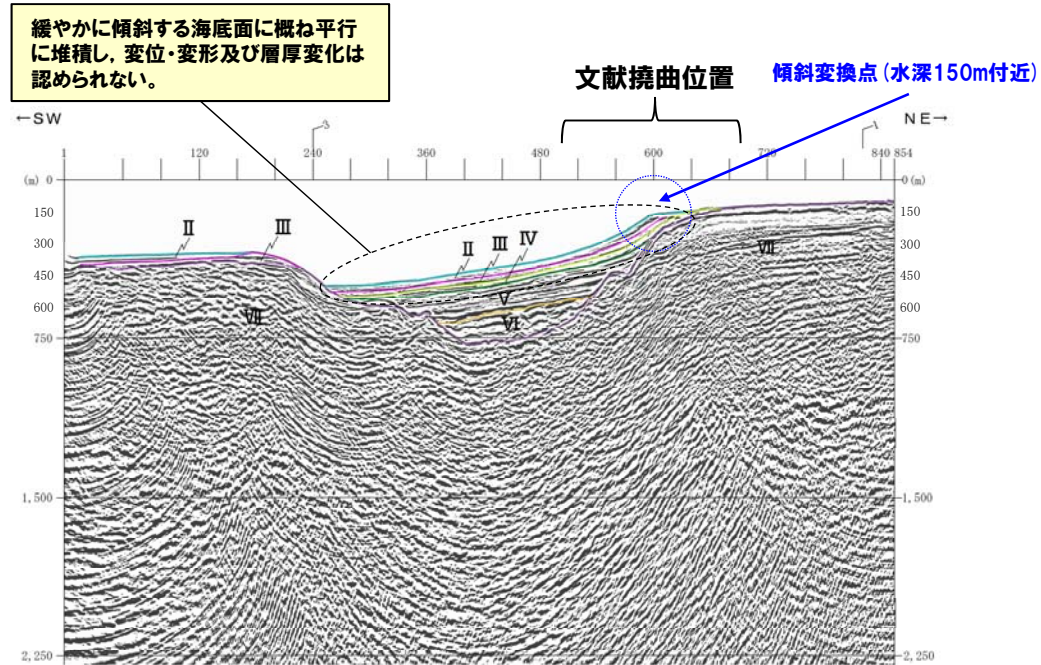 緩やかに傾斜する海底面に概ね平行
に堆積し，変位・変形及び層厚変化は
認められない。
文献撓曲位置
傾斜変換点(水深150m付近)
←SW
NE→
3
1
1 120 240 360 480 600 720 840 854
(m) 0
0 (m)
150
150
300
300
450
450
600
600
750
750
1,500
1,500
2,250
2,250
Ⅱ Ⅲ
Ⅱ Ⅲ Ⅳ
Ⅴ
Ⅵ
Ⅶ
Ⅶ